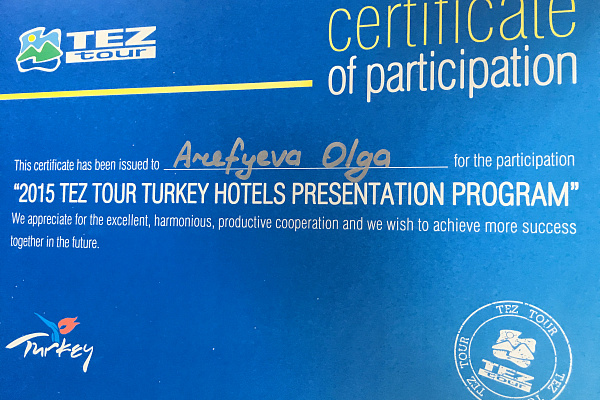 TEZ
tour
certificate
of participation
This certificate has been issued to Arefyeva Olga for the participation
"2015 TEZ TOUR TURKEY HOTELS PRESENTATION PROGRAM"
We appreciate for the excellent, harmonious, productive cooperation and we wish to achieve more success
together in the future.
Turkey
TEZ TOUR
TEZ TOUR
TEZ
tour